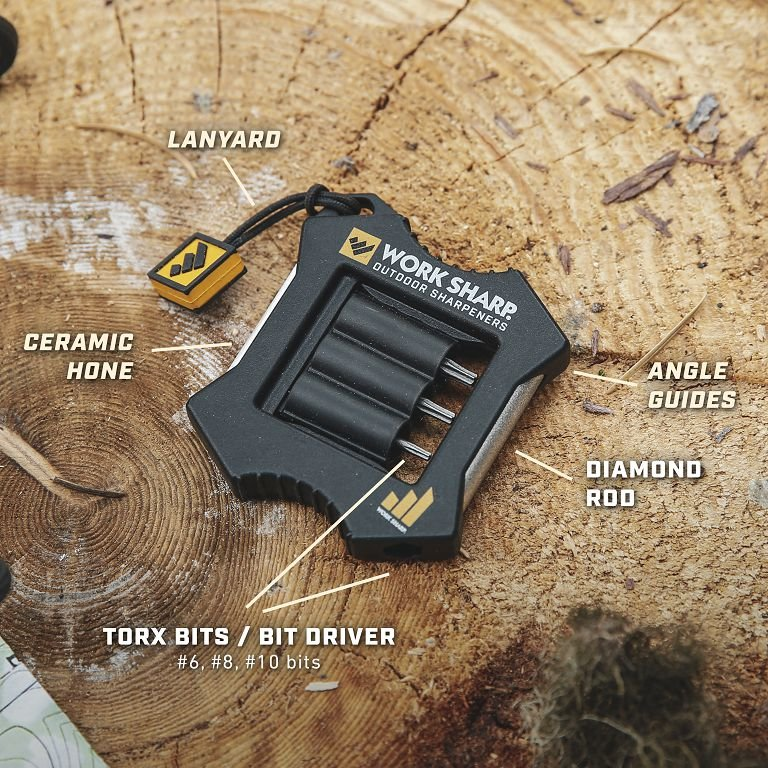 LANYARD
WORK SHARP
OUTDOOR SHARPENERS
CERAMIC
HONE
ANGLE
GUIDES
DIAMOND
ROD
WORK SHARP
TORX BITS / BIT DRIVER
#6, #8, #10 bits